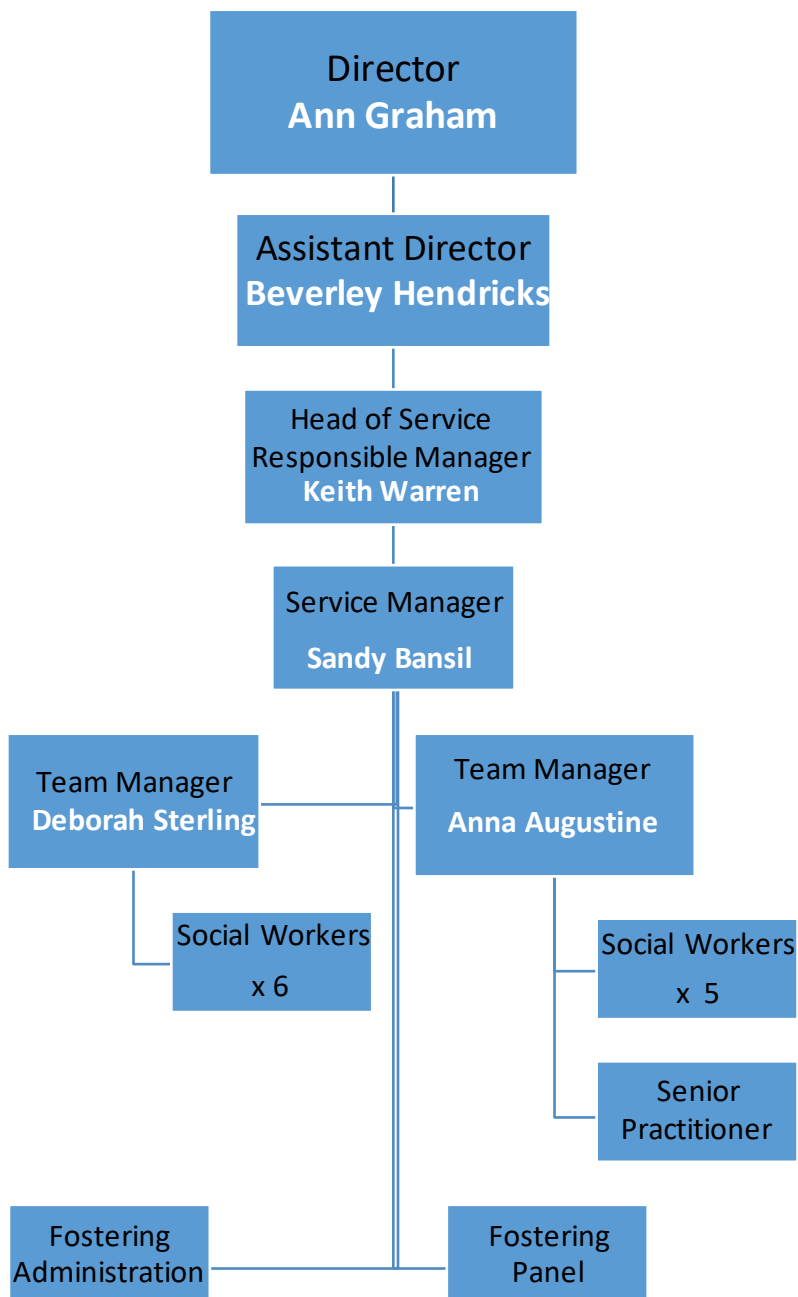 Director
Ann Graham
Assistant Director
Beverley Hendricks
Head of Service
Responsible Manager
Keith Warren
Service Manager
Sandy Bansil
Team Manager
Deborah Sterling
Team Manager
Anna Augustine
Social Workers
x 6
Social Workers
x 5
Senior
Practitioner
Fostering
Administration
Fostering
Panel